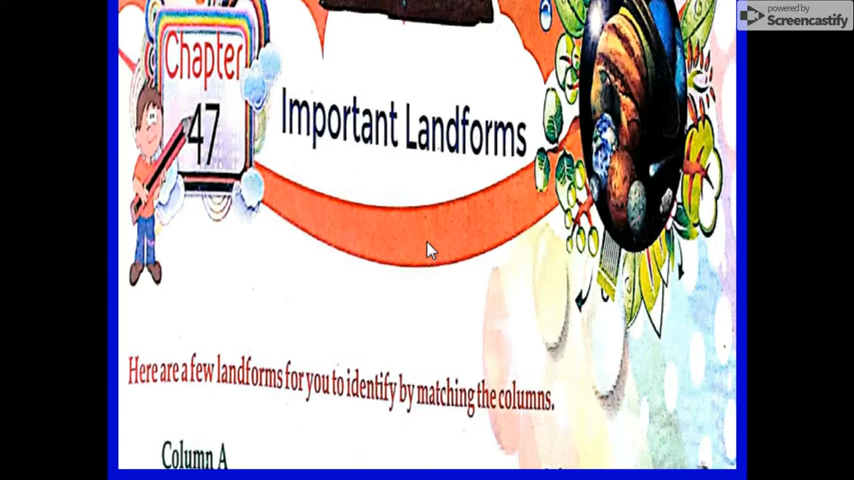 powered by
Screencastify
Chapter
47
Important Landforms
Here are a few landforms for you to identify by matching the columns.
Column A